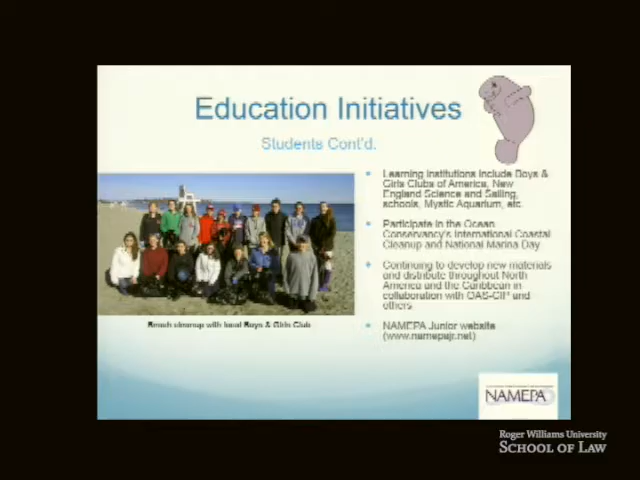 Education Initiatives
Students Cont'd.
Learning institutions include Boys &
Girls Clubs of America, New
England Science and Sailing,
schools, Mystic Aquarium, etc.
Participate in the Ocean
Conservancy's International Coastal
Cleanup and National Marina Day
Continuing to develop new materials
and distribute throughout North
America and the Caribbean in
collaboration with OAS-CIP and
others
NAMEPA Junior website
(www.namepajr.net)
Beach cleanup with local Boys & Girls Club
NAMEPA
Roger Williams University
SCHOOL OF LAW